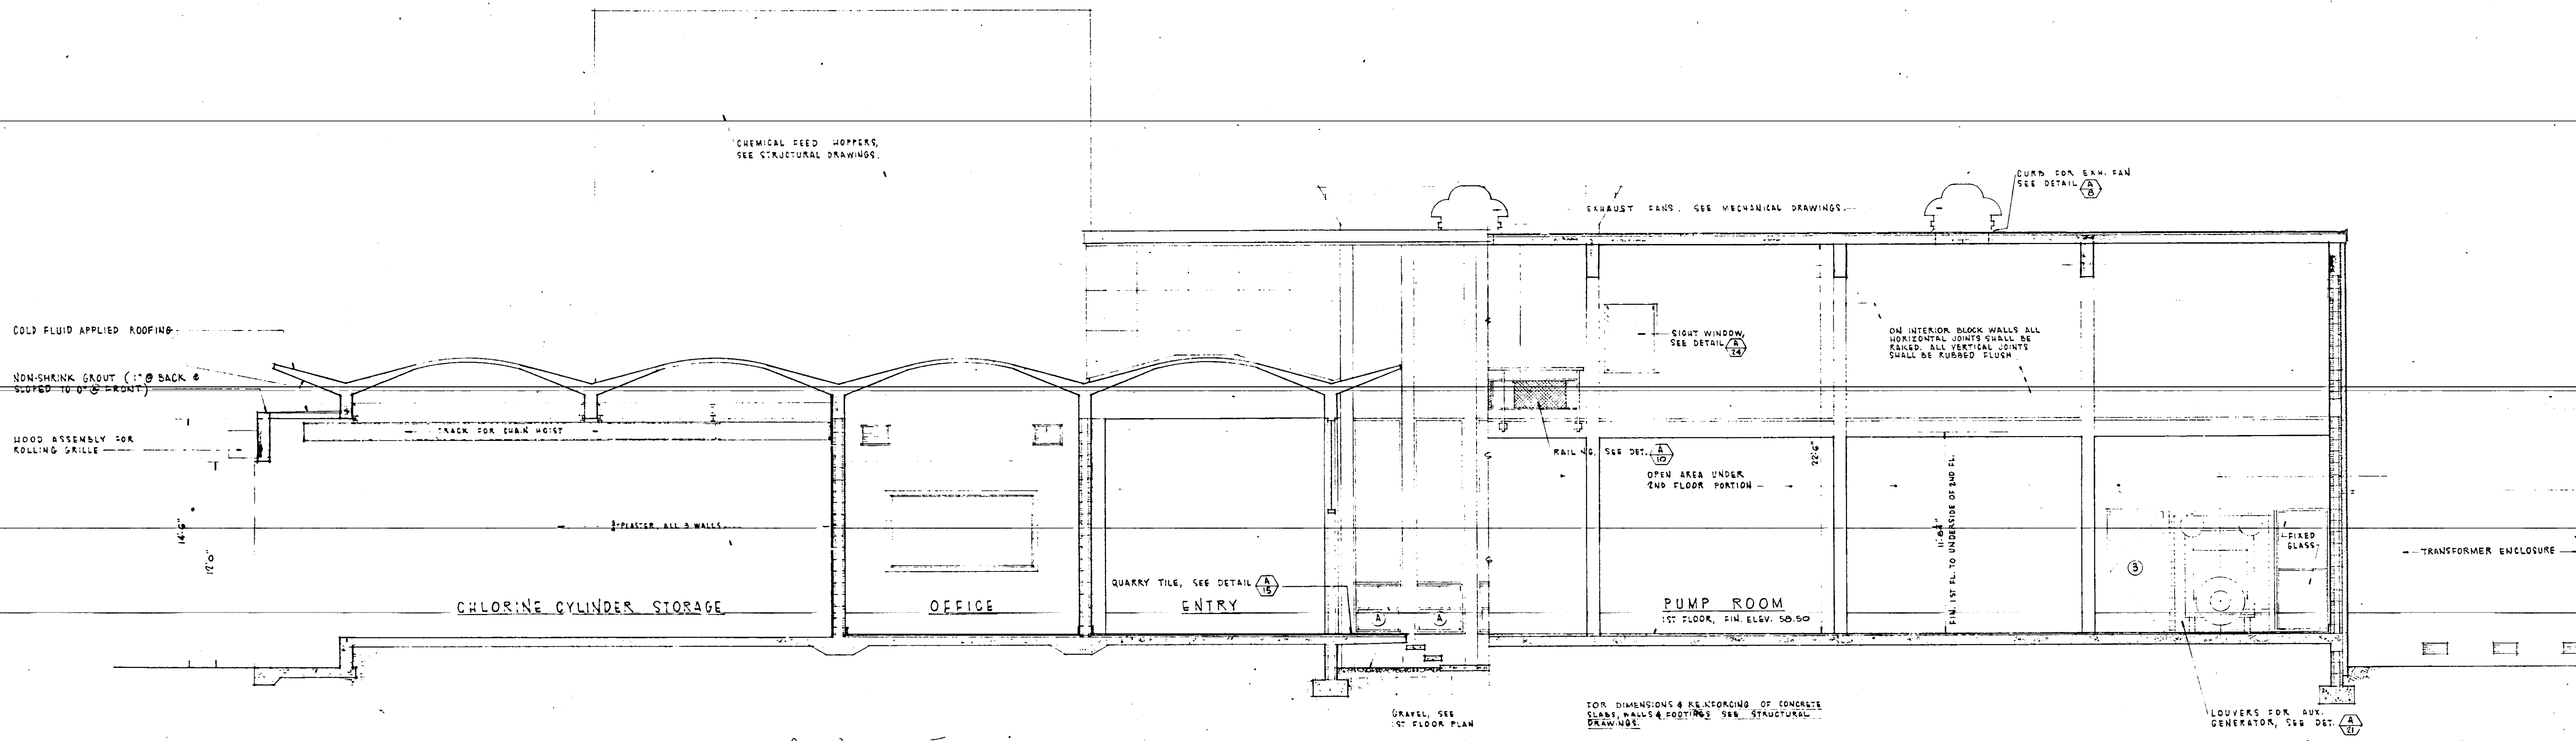 CHEMICAL FEED HOPPERS,
SEE STRUCTURAL DRAWINGS.
CURB FOR EXH. FAN
SEE DETAIL A
8
EXHAUST FANS. SEE MECHANICAL DRAWINGS.
COLD FLUID APPLIED ROOFING
SIGHT WINDOW,
SEE DETAIL A
24
ON INTERIOR BLOCK WALLS ALL
HORIZONTAL JOINTS SHALL BE
RAKED. ALL VERTICAL JOINTS
SHALL BE RUBBED FLUSH
NON-SHRINK GROUT (1" @ BACK &
SLOPED TO 0" @ FRONT)
WOOD ASSEMBLY FOR
ROLLING GRILLE
TRACK FOR CHAIN HOIST
RAILING, SEE DET. A
10
OPEN AREA UNDER
2ND FLOOR PORTION
22'-6"
14'-6"
12'-0"
PLASTER, ALL 3 WALLS
FIN. 1ST FL. TO UNDERSIDE OF 2ND FL.
FIXED
GLASS
TRANSFORMER ENCLOSURE
3
QUARRY TILE, SEE DETAIL A
15
CHLORINE CYLINDER STORAGE
OFFICE
ENTRY
A
A
PUMP ROOM
1ST FLOOR, FIN. ELEV. 58.50
GRAVEL, SEE
1ST FLOOR PLAN
FOR DIMENSIONS & REINFORCING OF CONCRETE
SLABS, WALLS & FOOTINGS SEE STRUCTURAL
DRAWINGS.
LOUVERS FOR AUX.
GENERATOR, SEE DET. A
21